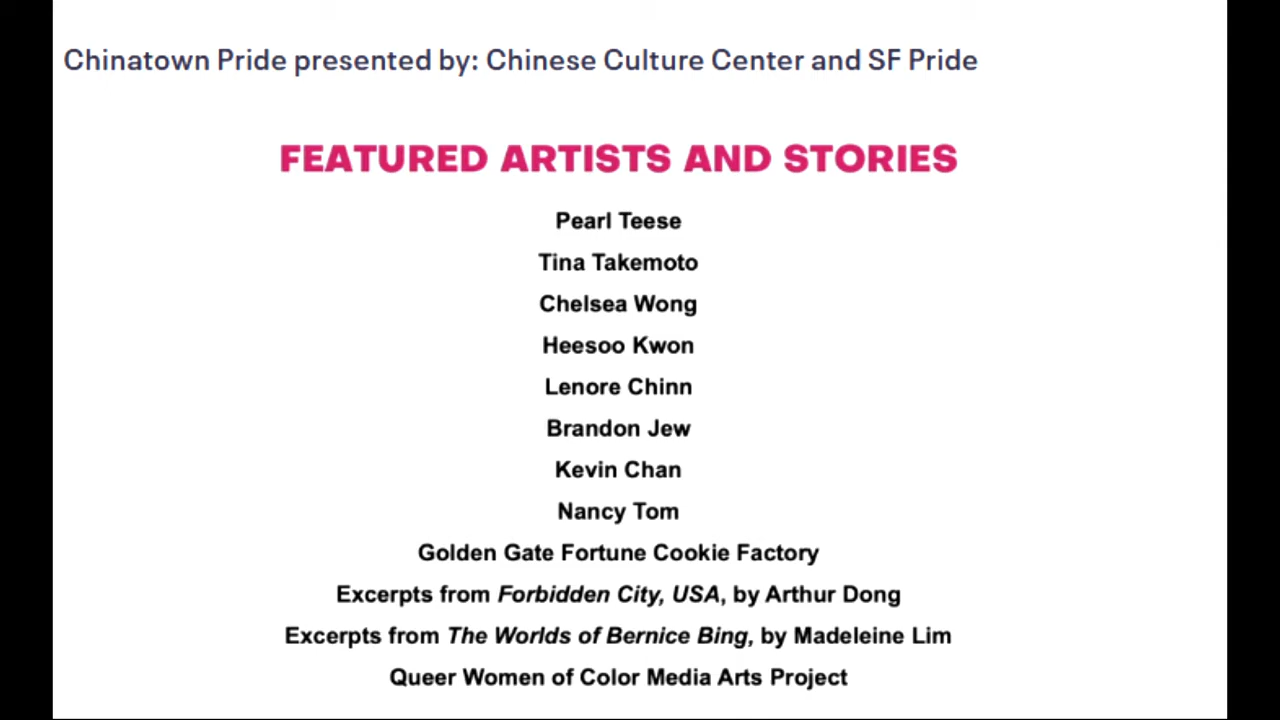 Chinatown Pride presented by: Chinese Culture Center and SF Pride
FEATURED ARTISTS AND STORIES
Pearl Teese
Tina Takemoto
Chelsea Wong
Heesoo Kwon
Lenore Chinn
Brandon Jew
Kevin Chan
Nancy Tom
Golden Gate Fortune Cookie Factory
Excerpts from Forbidden City, USA, by Arthur Dong
Excerpts from The Worlds of Bernice Bing, by Madeleine Lim
Queer Women of Color Media Arts Project